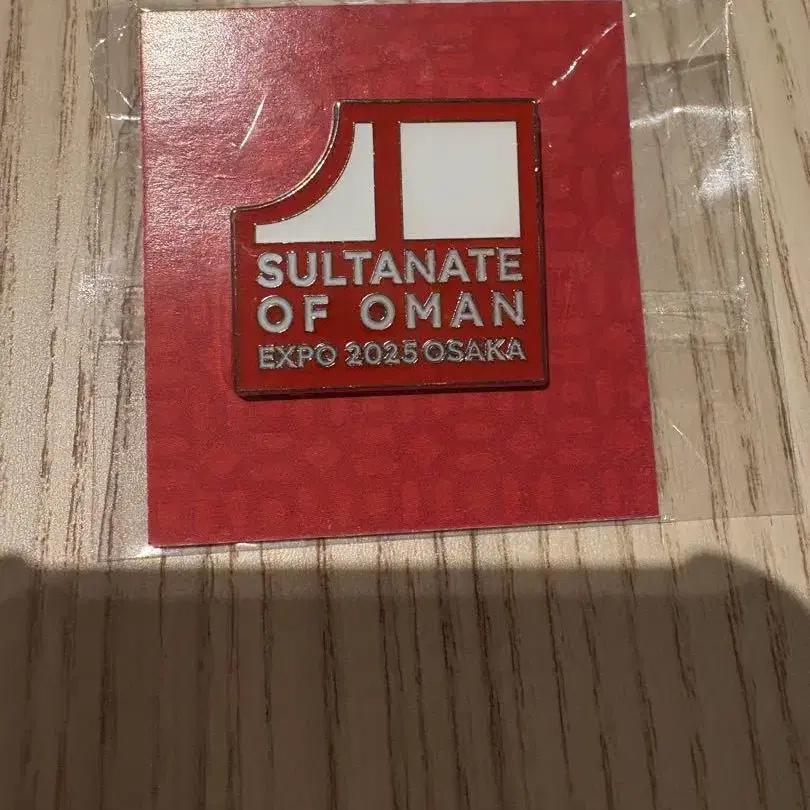 SULTANATE
OF OMAN
EXPO 2025 OSAKA